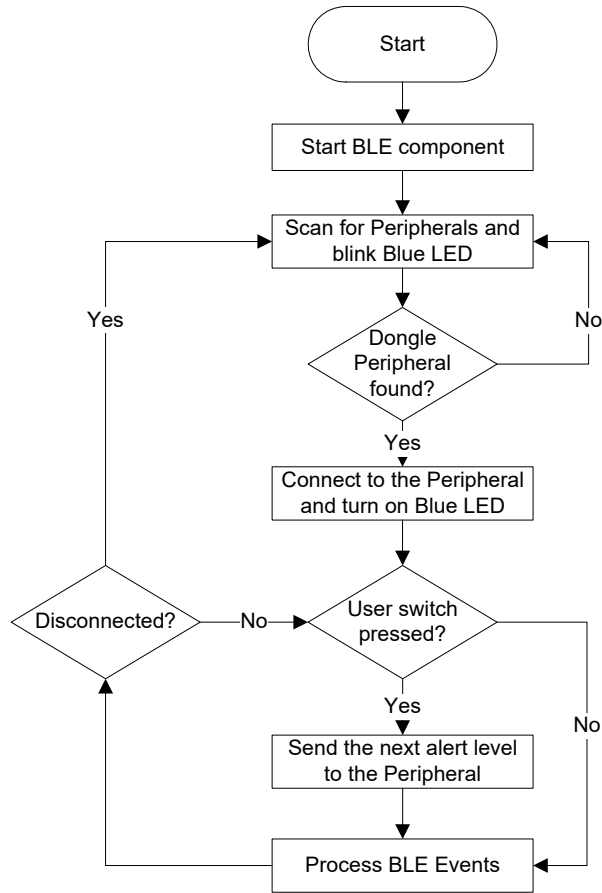 Start
Start BLE component
Scan for Peripherals and
blink Blue LED
Yes
No
Dongle
Peripheral
found?
Yes
Connect to the Peripheral
and turn on Blue LED
Disconnected?
No
User switch
pressed?
Yes
No
Send the next alert level
to the Peripheral
Process BLE Events